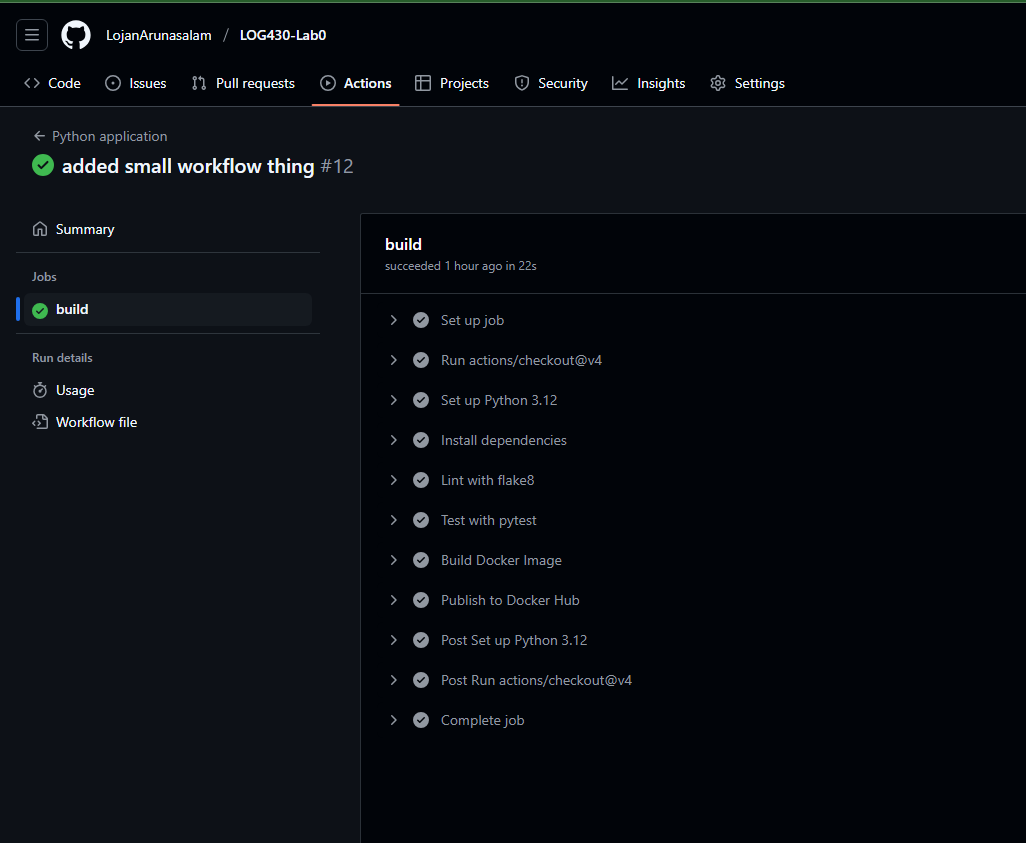 LojanArunasalam / LOG430-Lab0
Code Issues Pull requests Actions Projects Security Insights Settings
Python application
added small workflow thing #12
Summary
Jobs
build
Run details
Usage
Workflow file
build
succeeded 1 hour ago in 22s
Set up job
Run actions/checkout@v4
Set up Python 3.12
Install dependencies
Lint with flake8
Test with pytest
Build Docker Image
Publish to Docker Hub
Post Set up Python 3.12
Post Run actions/checkout@v4
Complete job